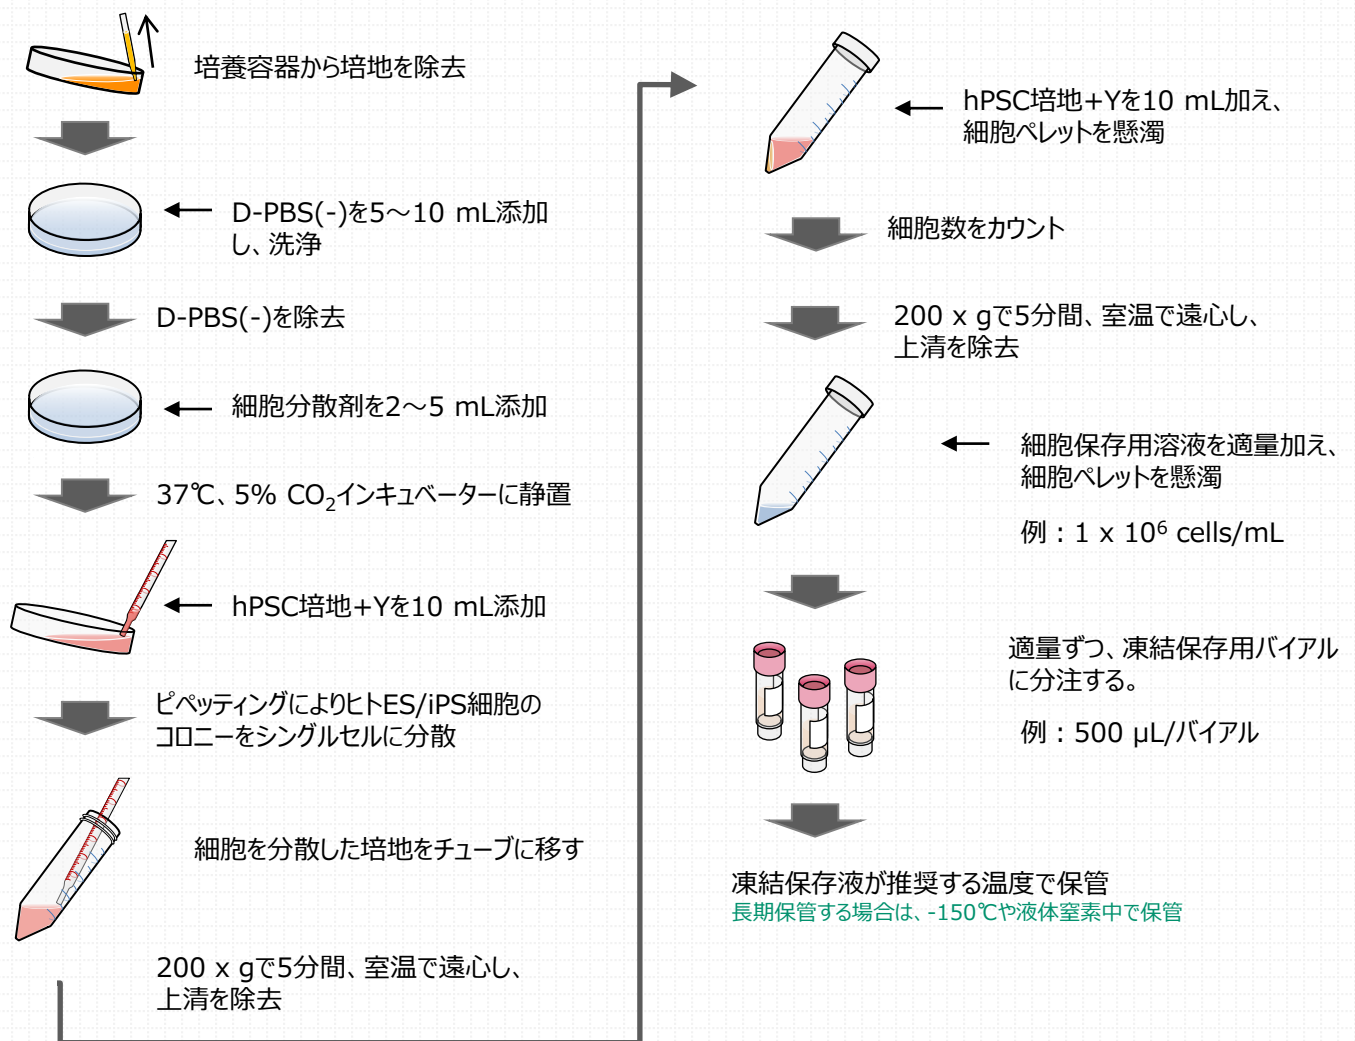 培養容器から培地を除去
D-PBS(-)を5～10 mL添加
し、洗浄
D-PBS(-)を除去
細胞分散剤を2～5 mL添加
37℃、5% CO₂インキュベーターに静置
hPSC培地+Yを10 mL添加
ピペッティングによりヒトES/iPS細胞の
コロニーをシングルセルに分散
細胞を分散した培地をチューブに移す
200 x gで5分間、室温で遠心し、
上清を除去
hPSC培地+Yを10 mL加え、
細胞ペレットを懸濁
細胞数をカウント
200 x gで5分間、室温で遠心し、
上清を除去
細胞保存用溶液を適量加え、
細胞ペレットを懸濁
例：1 x 10⁶ cells/mL
適量ずつ、凍結保存用バイアル
に分注する。
例：500 μL/バイアル
凍結保存液が推奨する温度で保管
長期保管する場合は、-150℃や液体窒素中で保管